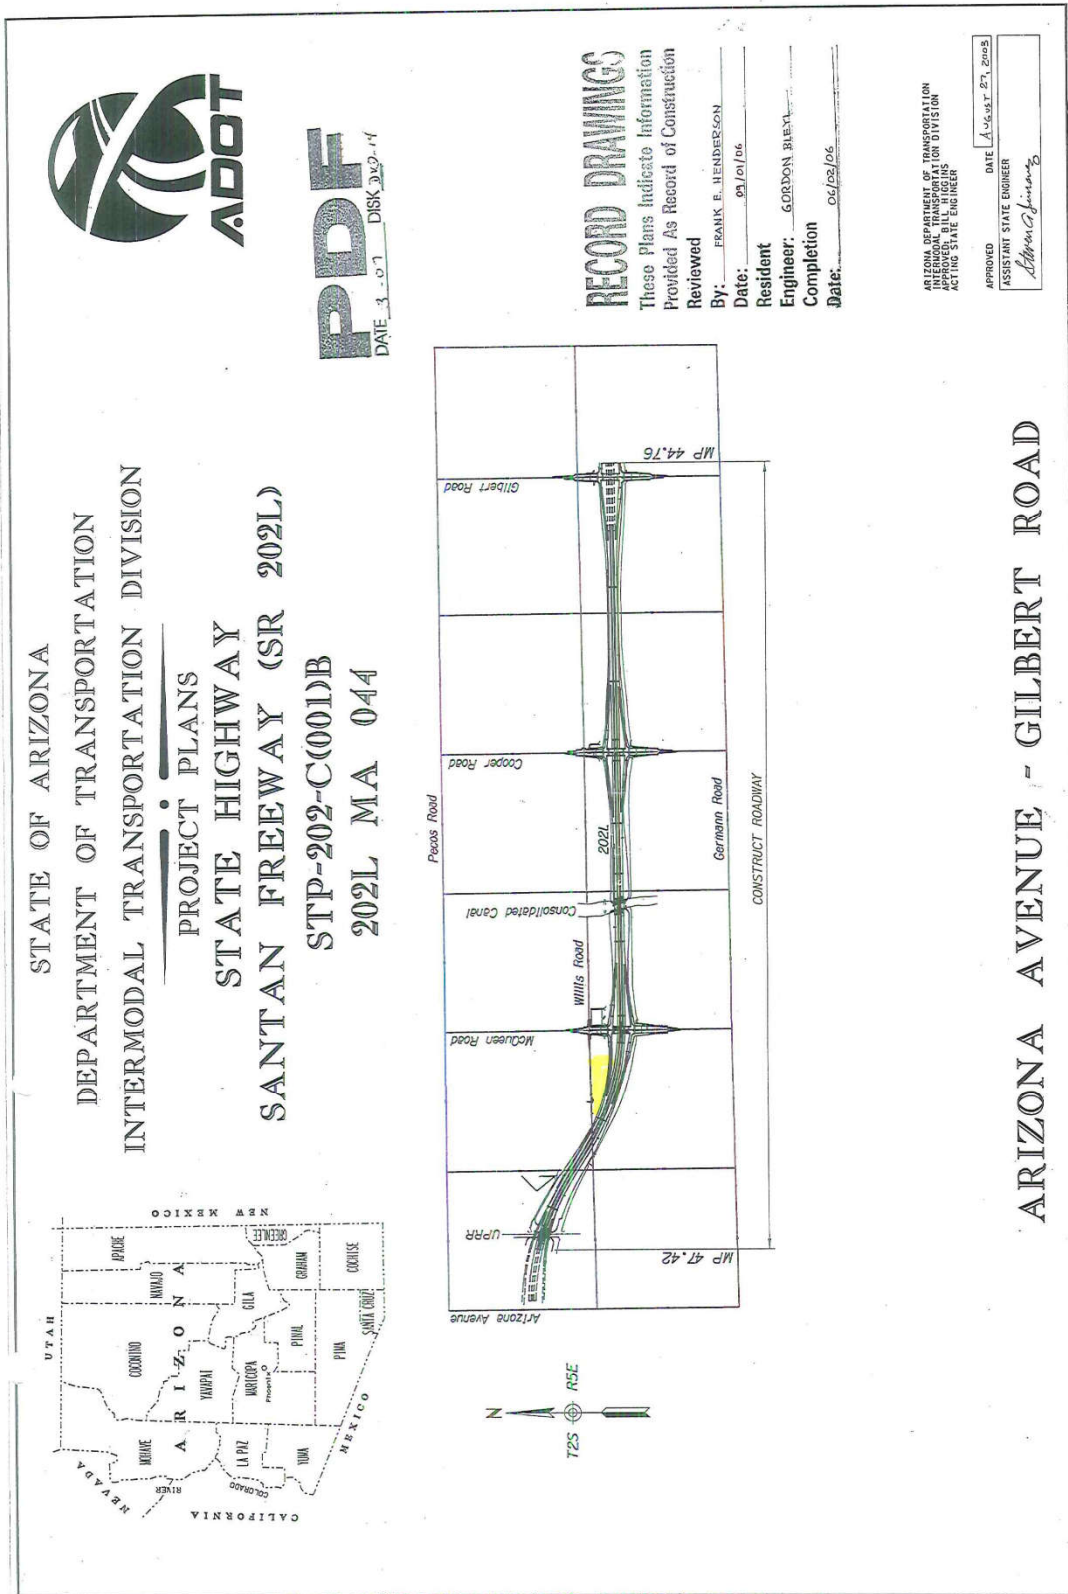 STATE OF ARIZONA
DEPARTMENT OF TRANSPORTATION
INTERMODAL TRANSPORTATION DIVISION
PROJECT PLANS
STATE HIGHWAY
SANTAN FREEWAY (SR 202L)
STP-202-C(001)B
202L MA 044
ADOT
PDF
DATE 3-07 DISK
UTAH
NEVADA
CALIFORNIA
MEXICO
NEW MEXICO
ARIZONA
COLORADO
RIVER
MOHAVE
COCONINO
NAVAJO
APACHE
YAVAPAI
LA PAZ
MARICOPA
Phoenix
GILA
GREENLEE
GRAHAM
PINAL
YUMA
PIMA
COCHISE
SANTA CRUZ
N
T2S R5E
Pecos Road
Arizona Avenue
UPRR
McQueen Road
Willis Road
Consolidated Canal
202L
Cooper Road
Gilbert Road
Germann Road
MP 47.42
MP 44.76
CONSTRUCT ROADWAY
RECORD DRAWINGS
These Plans Indicate Information
Provided As Record of Construction
Reviewed
By: FRANK E. HENDERSON
Date: 09/01/06
Resident
Engineer: GORDON BLEYL
Completion
Date: 06/02/06
ARIZONA DEPARTMENT OF TRANSPORTATION
INTERMODAL TRANSPORTATION DIVISION
APPROVED: BILL HIGGINS
ACTING STATE ENGINEER
APPROVED DATE AUGUST 27, 2003
ASSISTANT STATE ENGINEER
ARIZONA AVENUE - GILBERT ROAD